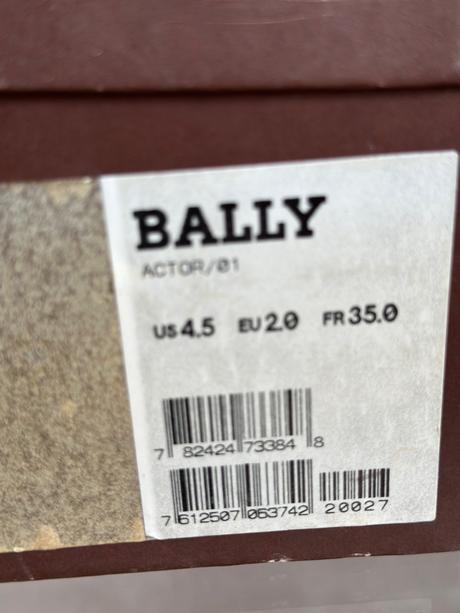 BALLY
ACTOR/01
US 4.5 EU 2.0 FR 35.0
7 82424 73384 8
7 612507 063742 20027